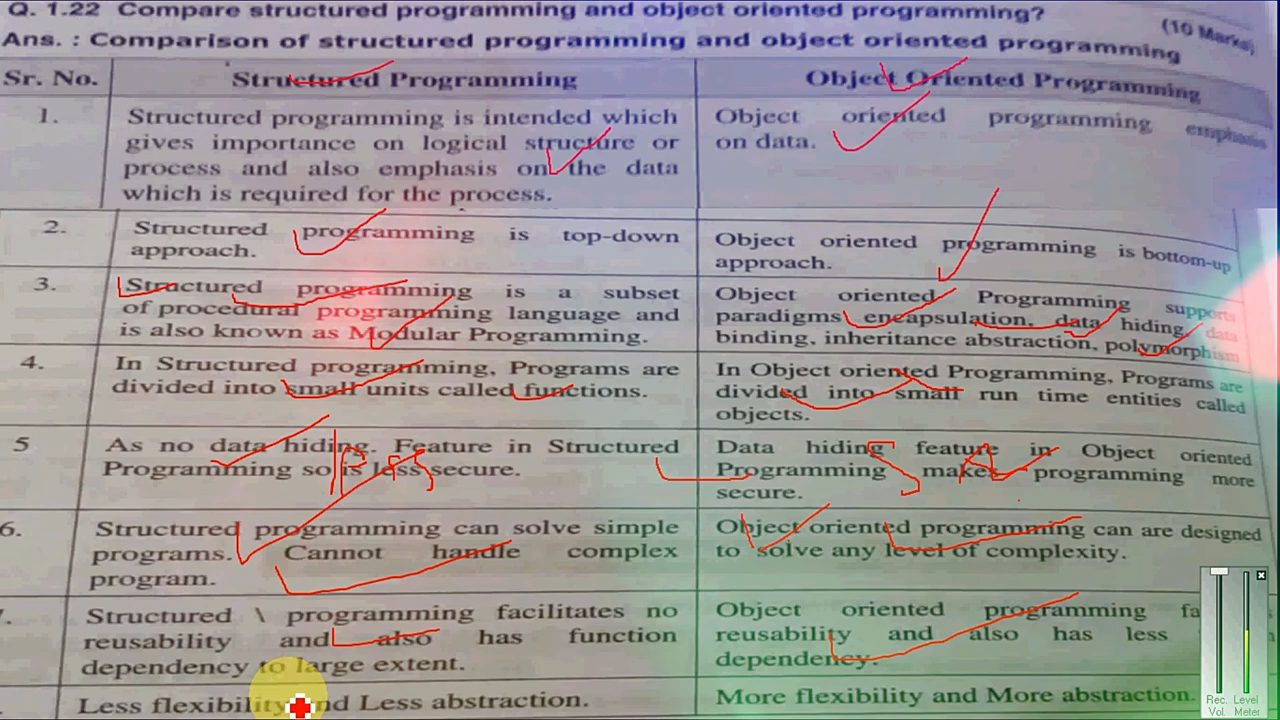 Q. 1.22 Compare structured programming and object oriented programming?
(10 Marks)
Ans. : Comparison of structured programming and object oriented programming
Sr. No. Structured Programming Object Oriented Programming
1. Structured programming is intended which
gives importance on logical structure or
process and also emphasis on the data
which is required for the process.
Object oriented programming emphasis
on data.
2. Structured programming is top-down
approach.
Object oriented programming is bottom-up
approach.
3. Structured programming is a subset
of procedural programming language and
is also known as Modular Programming.
Object oriented Programming supports
paradigms encapsulation, data hiding, data
binding, inheritance abstraction, polymorphism
4. In Structured programming, Programs are
divided into small units called functions.
In Object oriented Programming, Programs are
divided into small run time entities called
objects.
5 As no data hiding. Feature in Structured
Programming so is less secure.
Data hiding feature in Object oriented
Programming makes programming more
secure.
6. Structured programming can solve simple
programs. Cannot handle complex
program.
Object oriented programming can are designed
to solve any level of complexity.
Structured \ programming facilitates no
reusability and also has function
dependency to large extent.
Object oriented programming
reusability and also has less
dependency.
Less flexibility and Less abstraction.
More flexibility and More abstraction.
Rec. Level
Vol. Meter